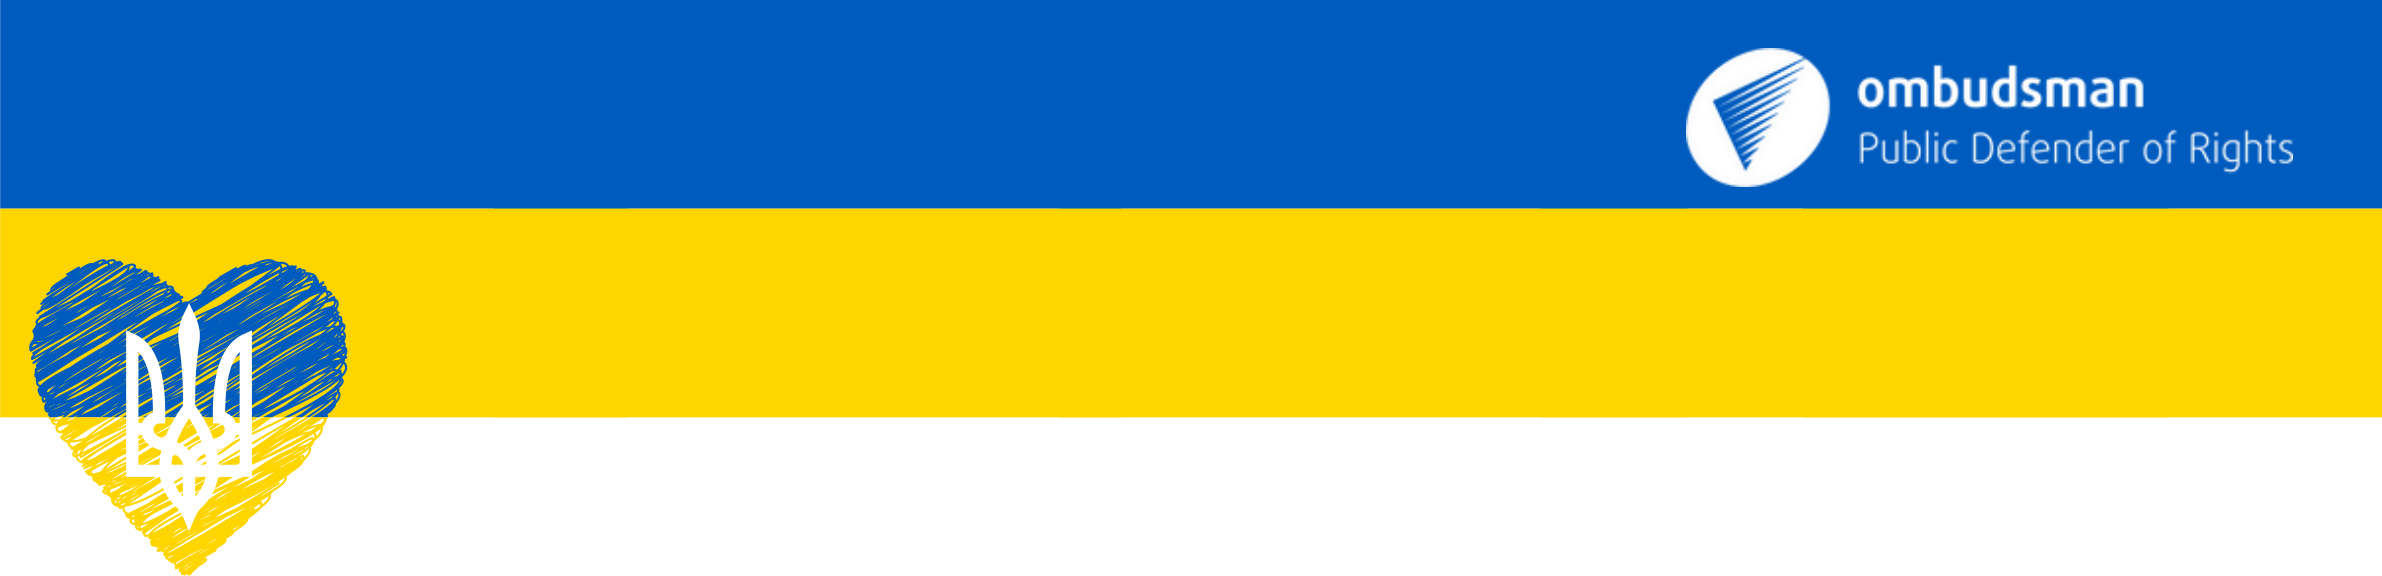 ombudsman
Public Defender of Rights